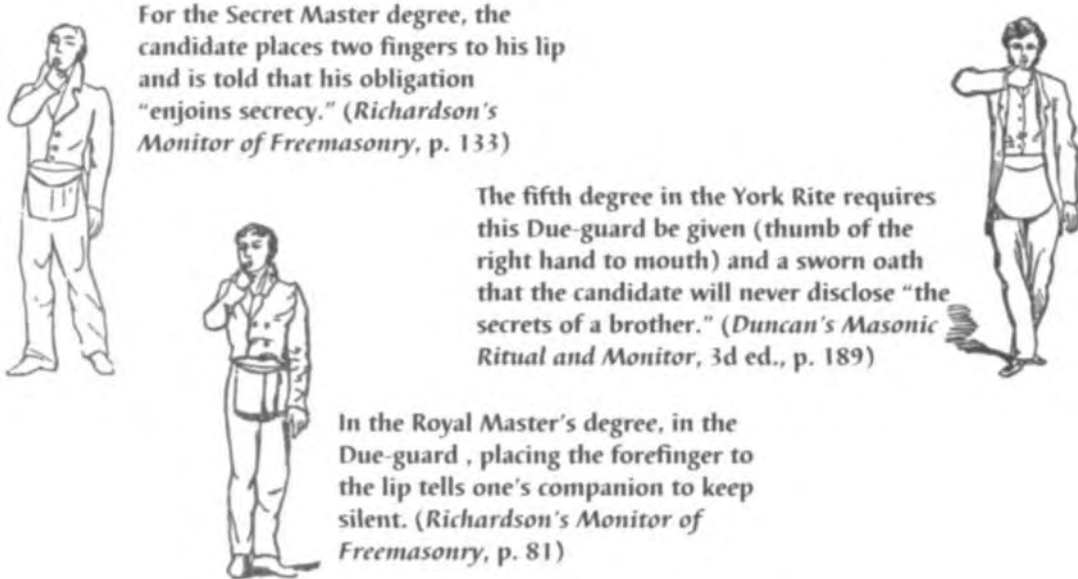 For the Secret Master degree, the
candidate places two fingers to his lip
and is told that his obligation
“enjoins secrecy.” (Richardson's
Monitor of Freemasonry, p. 133)
The fifth degree in the York Rite requires
this Due-guard be given (thumb of the
right hand to mouth) and a sworn oath
that the candidate will never disclose “the
secrets of a brother.” (Duncan's Masonic
Ritual and Monitor, 3d ed., p. 189)
In the Royal Master's degree, in the
Due-guard , placing the forefinger to
the lip tells one's companion to keep
silent. (Richardson's Monitor of
Freemasonry, p. 81)